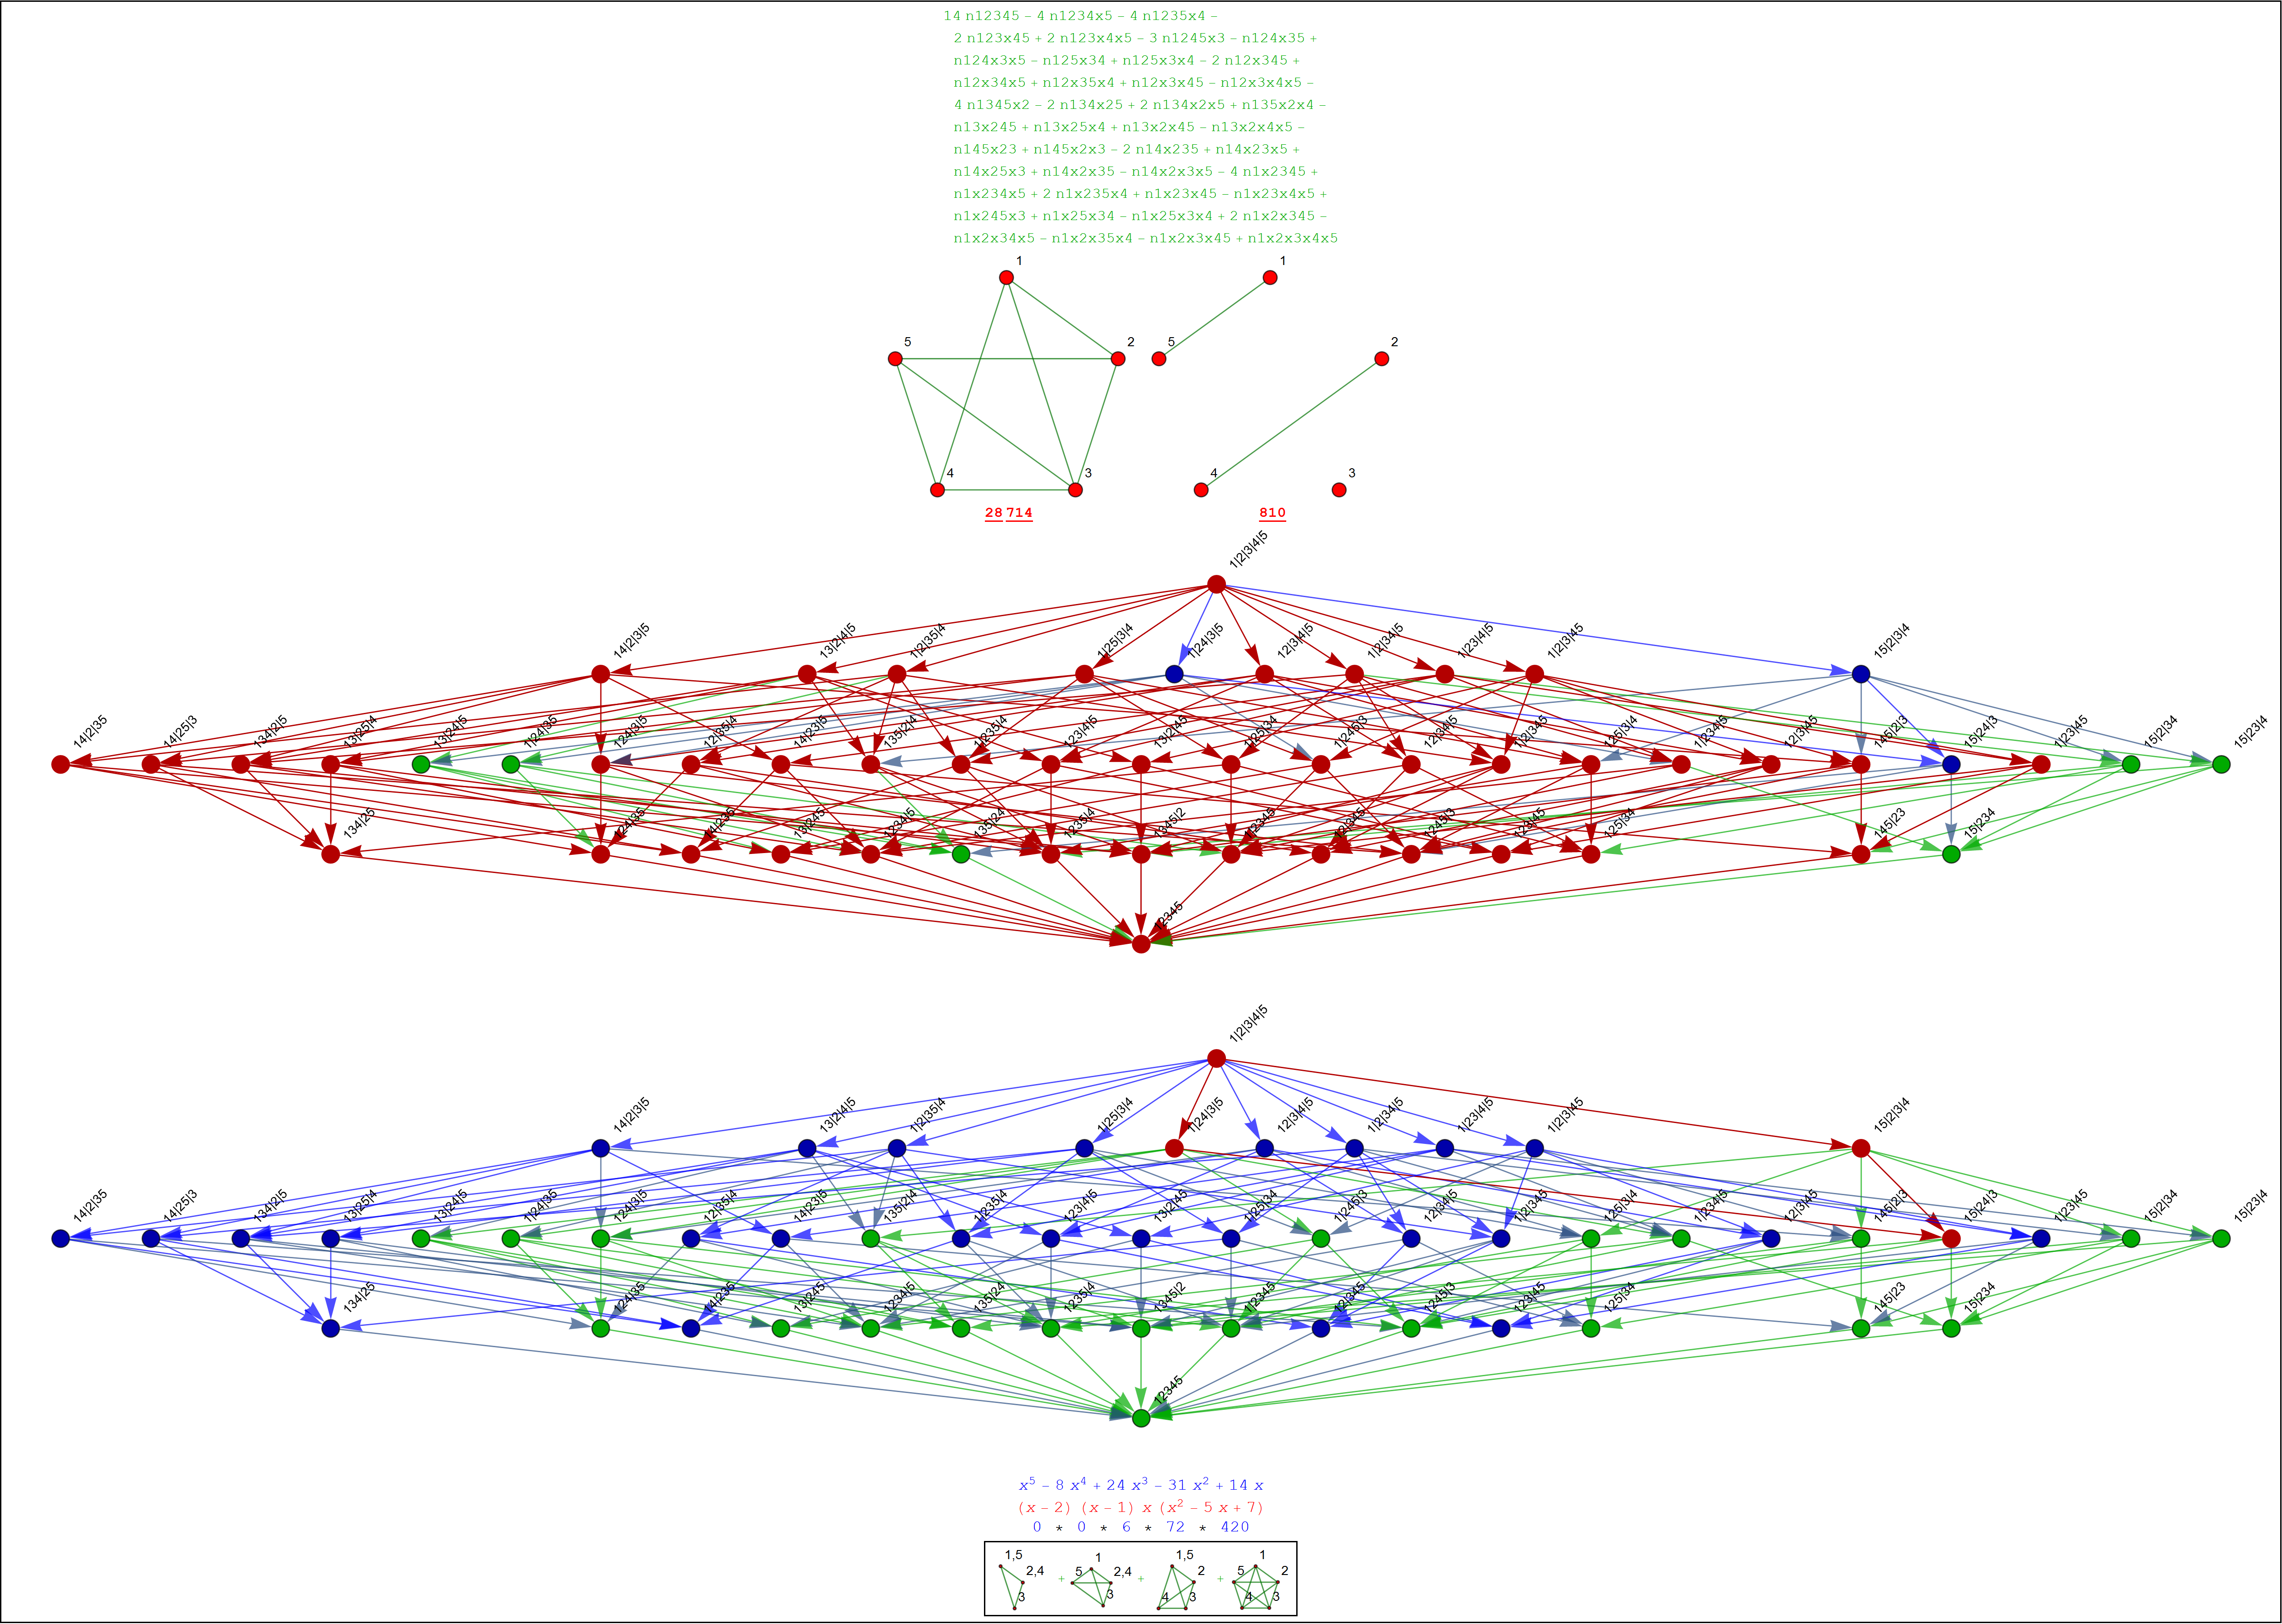 14 n12345 − 4 n1234x5 − 4 n1235x4 −
2 n123x45 + 2 n123x4x5 − 3 n1245x3 − n124x35 +
n124x3x5 − n125x34 + n125x3x4 − 2 n12x345 +
n12x34x5 + n12x35x4 + n12x3x45 − n12x3x4x5 −
4 n1345x2 − 2 n134x25 + 2 n134x2x5 + n135x2x4 −
n13x245 + n13x25x4 + n13x2x45 − n13x2x4x5 −
n145x23 + n145x2x3 − 2 n14x235 + n14x23x5 +
n14x25x3 + n14x2x35 − n14x2x3x5 − 4 n1x2345 +
n1x234x5 + 2 n1x235x4 + n1x23x45 − n1x23x4x5 +
n1x245x3 + n1x25x34 − n1x25x3x4 + 2 n1x2x345 −
n1x2x34x5 − n1x2x35x4 − n1x2x3x45 + n1x2x3x4x5
1 1
5 2 5 2
4 3 4 3
28 714 810
1|2|3|4|5
14|2|3|5 13|2|4|5 1|2|35|4 1|25|3|4 1|24|3|5 12|3|4|5 1|2|34|5 1|23|4|5 1|2|3|45 15|2|3|4
14|2|35 14|25|3 134|2|5 13|25|4 13|24|5 1|24|35 124|3|5 12|35|4 14|23|5 135|2|4 1|235|4 123|4|5 13|2|45 1|25|34 1|245|3 12|34|5 1|2|345 125|3|4 1|234|5 12|3|45 145|2|3 15|24|3 1|23|45 15|2|34 15|23|4
134|25 124|35 14|235 13|245 1234|5 135|24 1235|4 1345|2 1|2345 12|345 1245|3 123|45 125|34 145|23 15|234
12345
1|2|3|4|5
14|2|3|5 13|2|4|5 1|2|35|4 1|25|3|4 1|24|3|5 12|3|4|5 1|2|34|5 1|23|4|5 1|2|3|45 15|2|3|4
14|2|35 14|25|3 134|2|5 13|25|4 13|24|5 1|24|35 124|3|5 12|35|4 14|23|5 135|2|4 1|235|4 123|4|5 13|2|45 1|25|34 1|245|3 12|34|5 1|2|345 125|3|4 1|234|5 12|3|45 145|2|3 15|24|3 1|23|45 15|2|34 15|23|4
134|25 124|35 14|235 13|245 1234|5 135|24 1235|4 1345|2 1|2345 12|345 1245|3 123|45 125|34 145|23 15|234
12345
x⁵ − 8 x⁴ + 24 x³ − 31 x² + 14 x
(x − 2) (x − 1) x (x² − 5 x + 7)
0 * 0 * 6 * 72 * 420
1,5 1 1,5 1
2,4 + 5 2,4 + 2 + 5 2
3 3 4 3 4 3